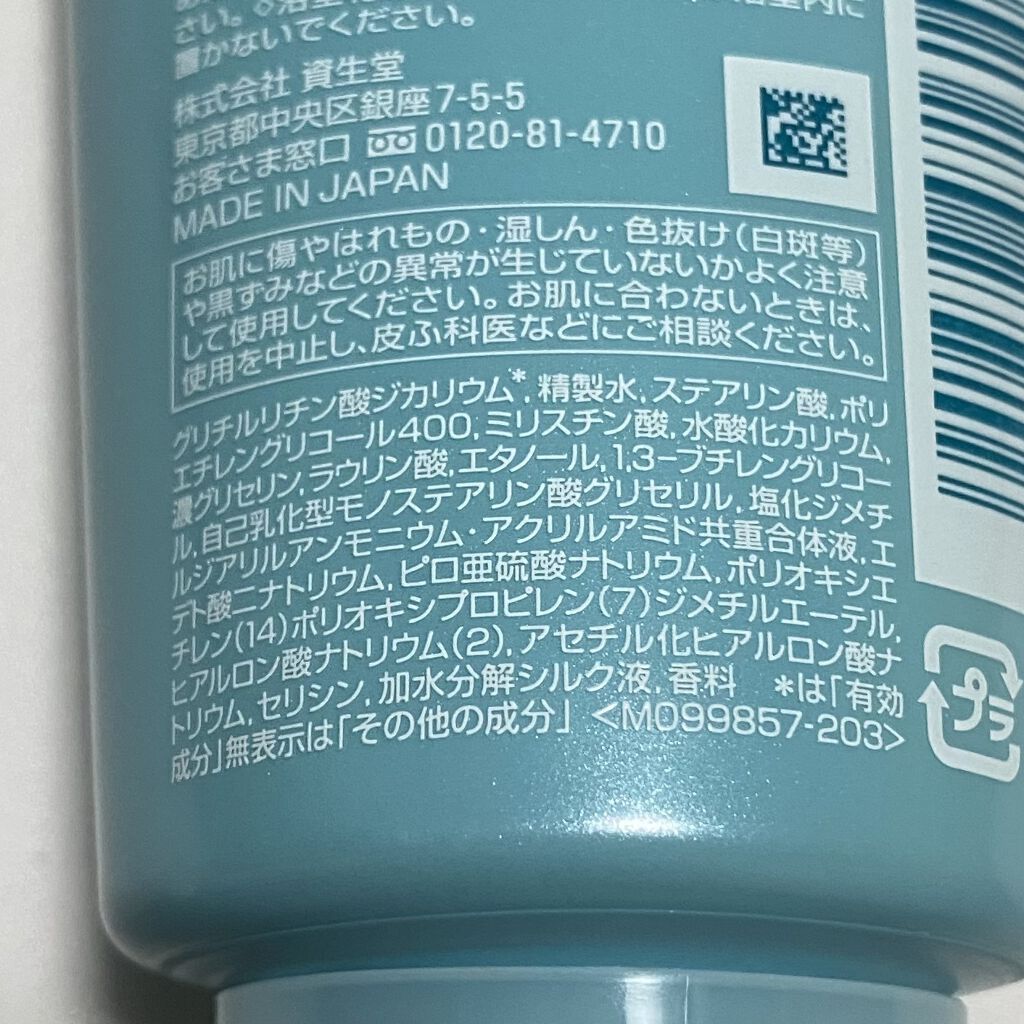 さい。◇浴室に
室内に
置かないでください。
株式会社 資生堂
東京都中央区銀座7-5-5
お客さま窓口 0120-81-4710
MADE IN JAPAN
お肌に傷やはれもの・湿しん・色抜け(白斑等)
や黒ずみなどの異常が生じていないかよく注意
して使用してください。お肌に合わないときは、
使用を中止し、皮ふ科医などにご相談ください。
グリチルリチン酸ジカリウム*,精製水,ステアリン酸,ポリ
エチレングリコール400,ミリスチン酸,水酸化カリウム,
濃グリセリン,ラウリン酸,エタノール,1,3-ブチレングリコー
ル,自己乳化型モノステアリン酸グリセリル,塩化ジメチ
ルジアリルアンモニウム・アクリルアミド共重合体液,エ
デト酸二ナトリウム,ピロ亜硫酸ナトリウム,ポリオキシエ
チレン(14)ポリオキシプロピレン(7)ジメチルエーテル,
ヒアルロン酸ナトリウム(2),アセチル化ヒアルロン酸ナ
トリウム,セリシン,加水分解シルク液,香料 *は「有効
成分」無表示は「その他の成分」 <M099857-203>
プラ